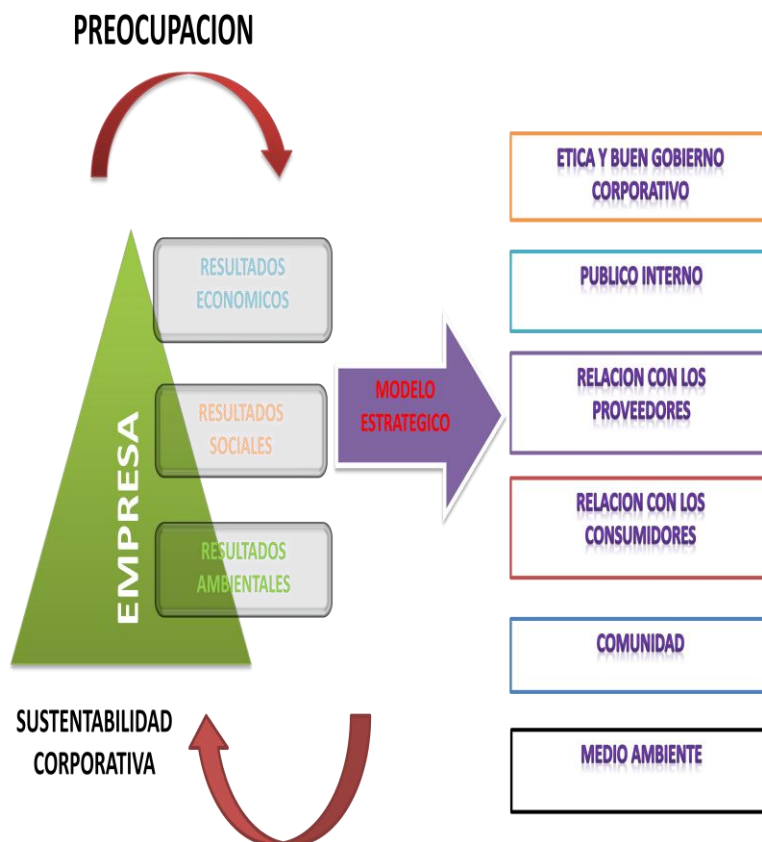 PREOCUPACION
RESULTADOS
ECONOMICOS
RESULTADOS
SOCIALES
RESULTADOS
AMBIENTALES
EMPRESA
SUSTENTABILIDAD
CORPORATIVA
MODELO
ESTRATEGICO
ETICA Y BUEN GOBIERNO
CORPORATIVO
PUBLICO INTERNO
RELACION CON LOS
PROVEEDORES
RELACION CON LOS
CONSUMIDORES
COMUNIDAD
MEDIO AMBIENTE